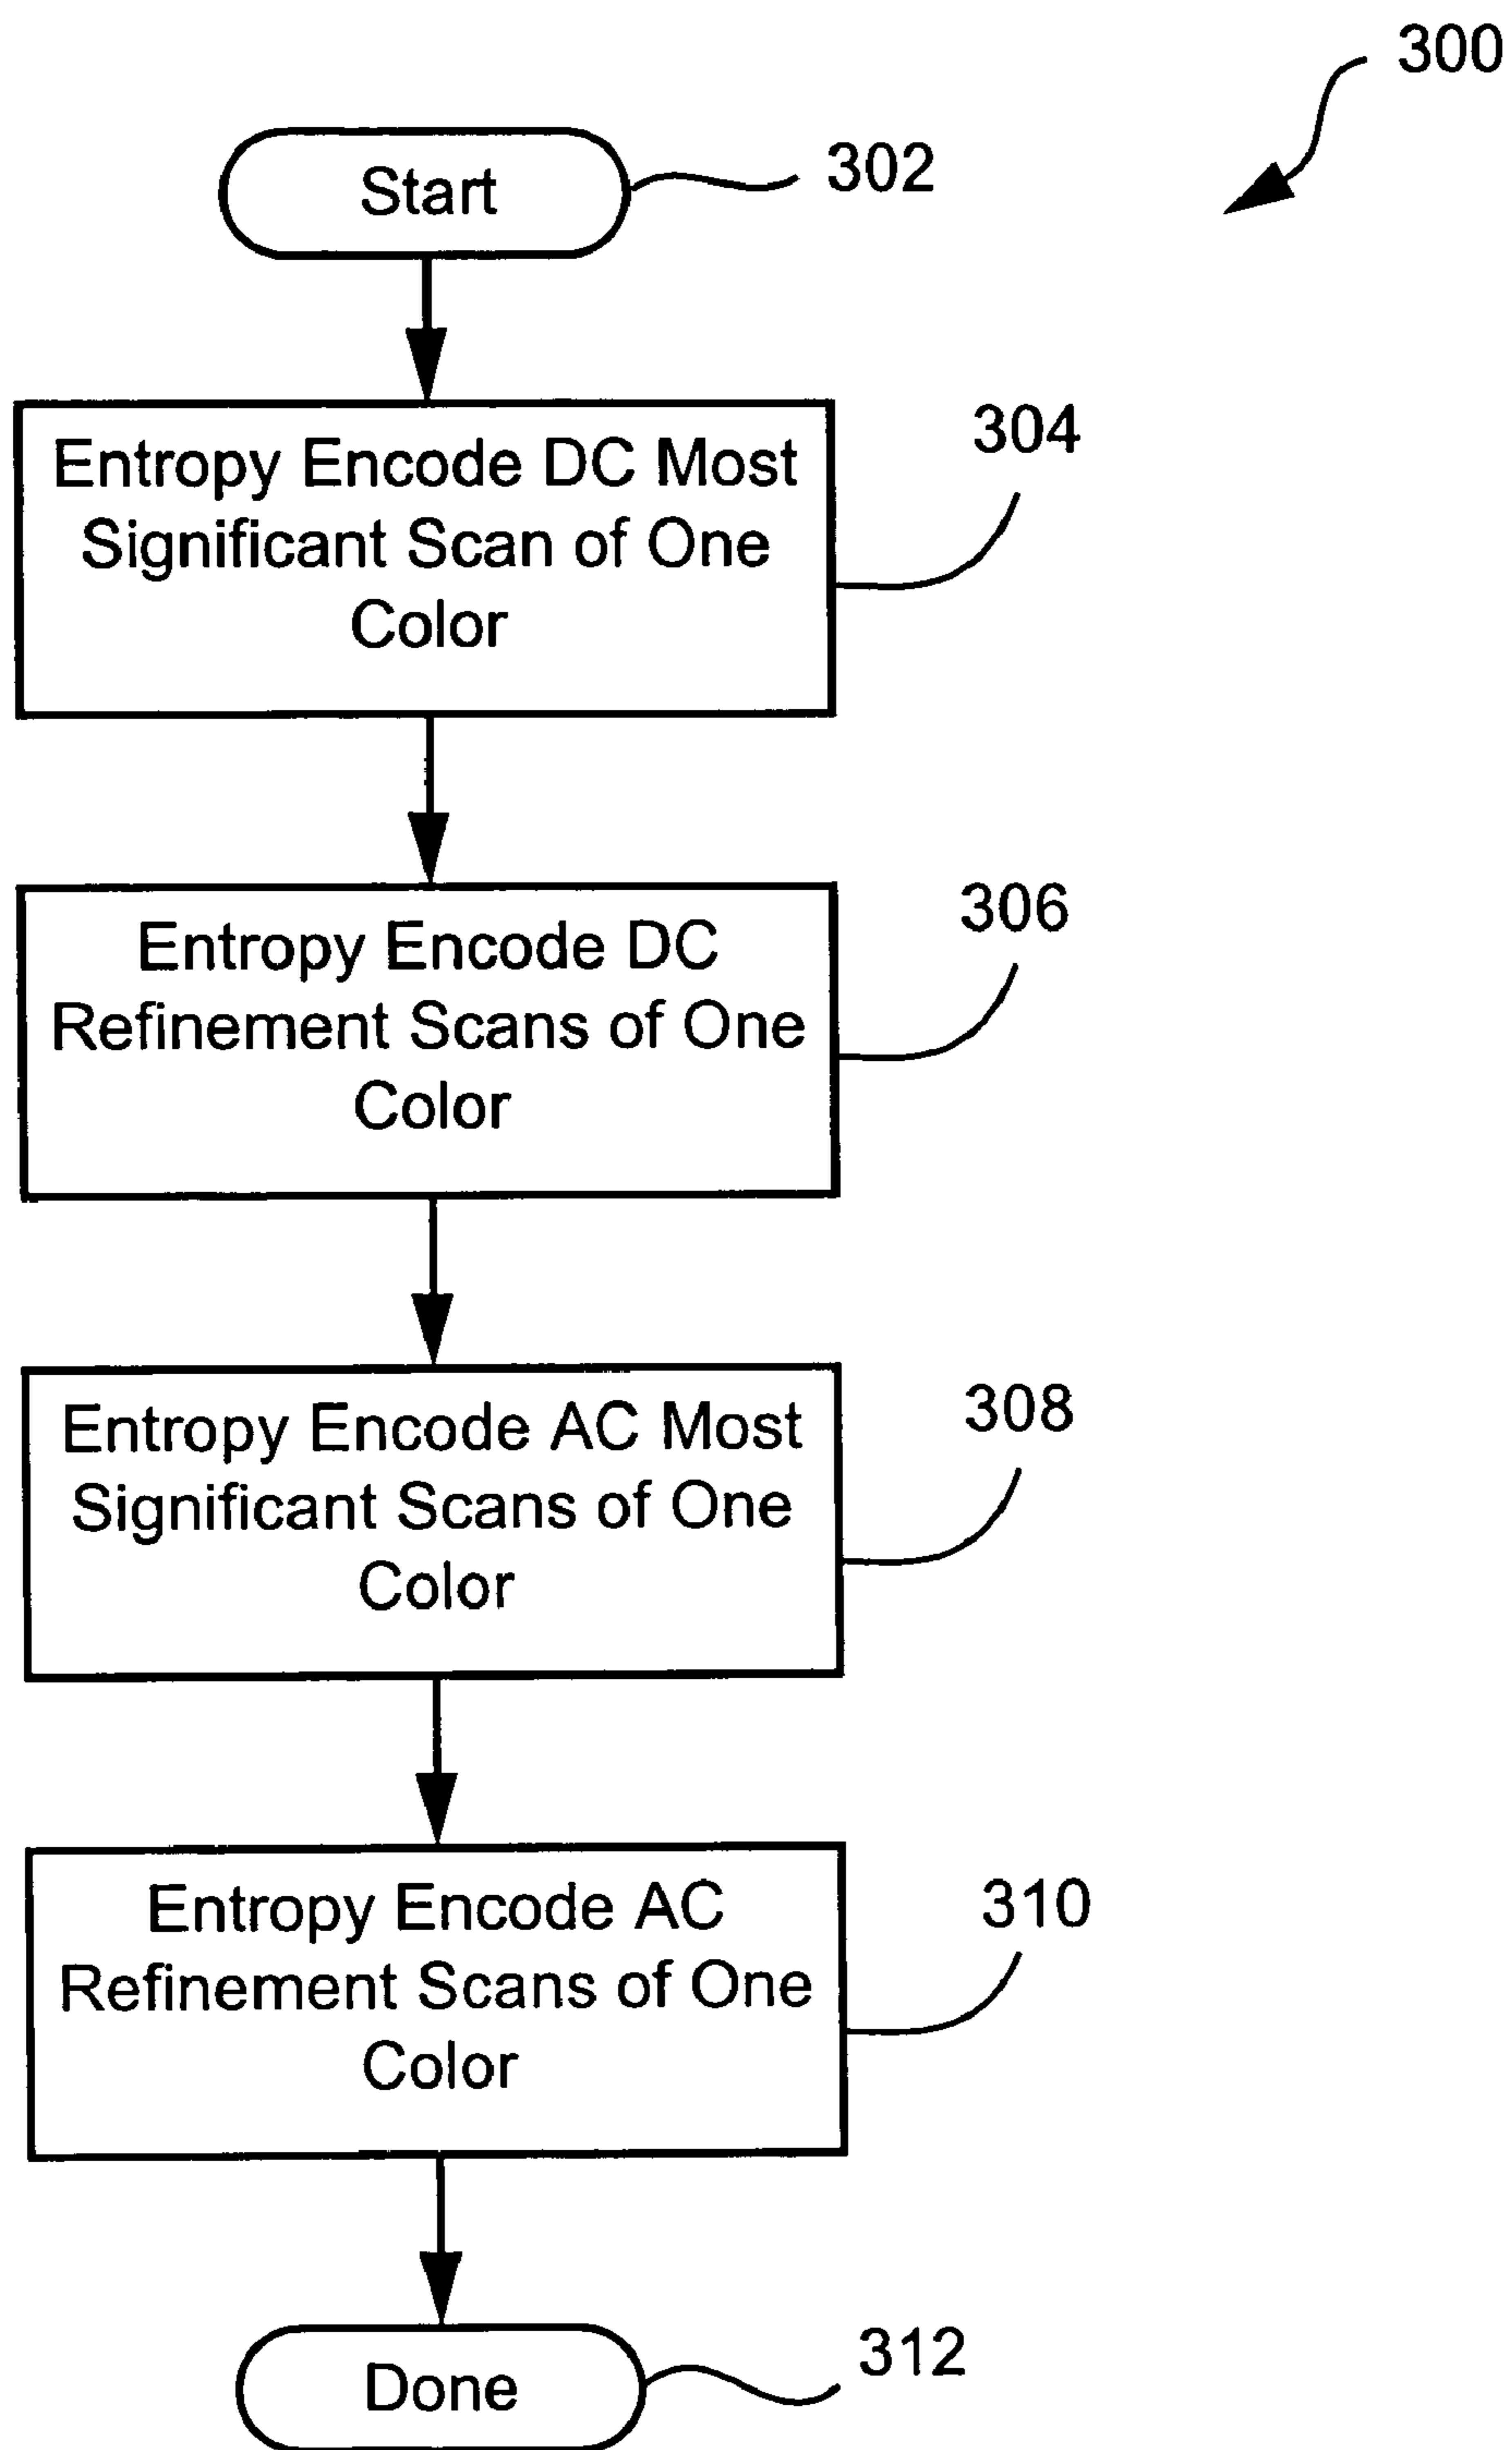 300
Start
302
Entropy Encode DC Most
Significant Scan of One
Color
304
Entropy Encode DC
Refinement Scans of One
Color
306
Entropy Encode AC Most
Significant Scans of One
Color
308
Entropy Encode AC
Refinement Scans of One
Color
310
Done
312